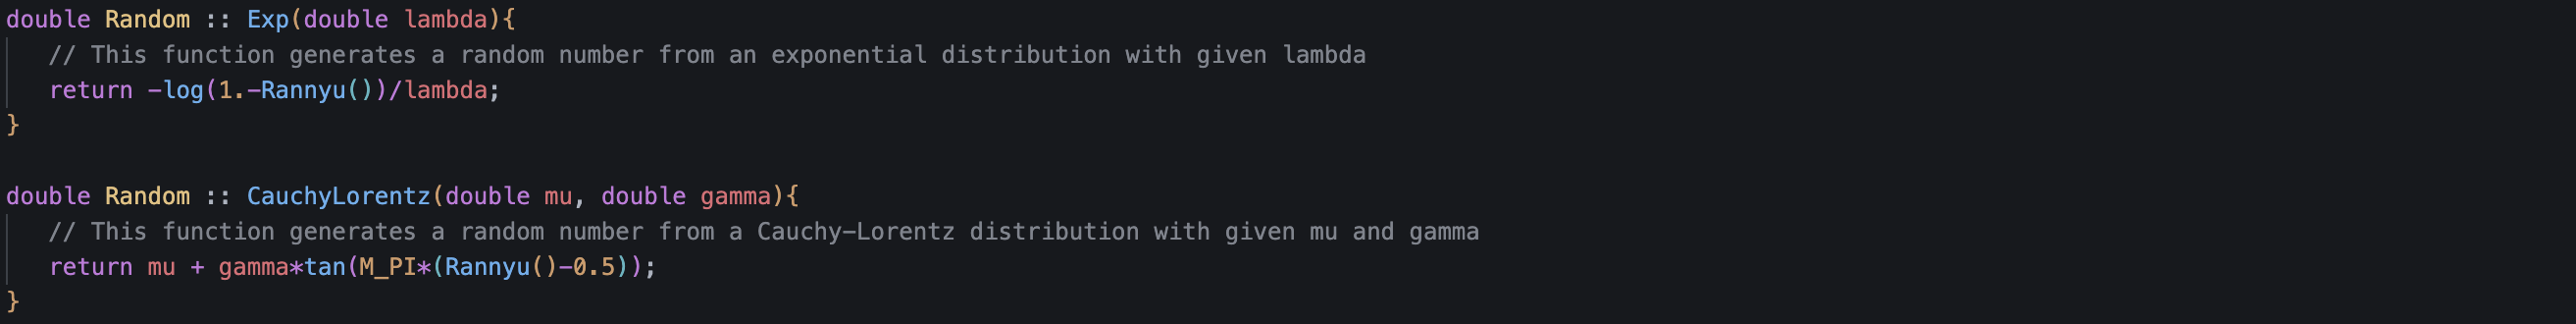 double Random :: Exp(double lambda){
   // This function generates a random number from an exponential distribution with given lambda
   return -log(1.-Rannyu())/lambda;
}
double Random :: CauchyLorentz(double mu, double gamma){
   // This function generates a random number from a Cauchy-Lorentz distribution with given mu and gamma
   return mu + gamma*tan(M_PI*(Rannyu()-0.5));
}